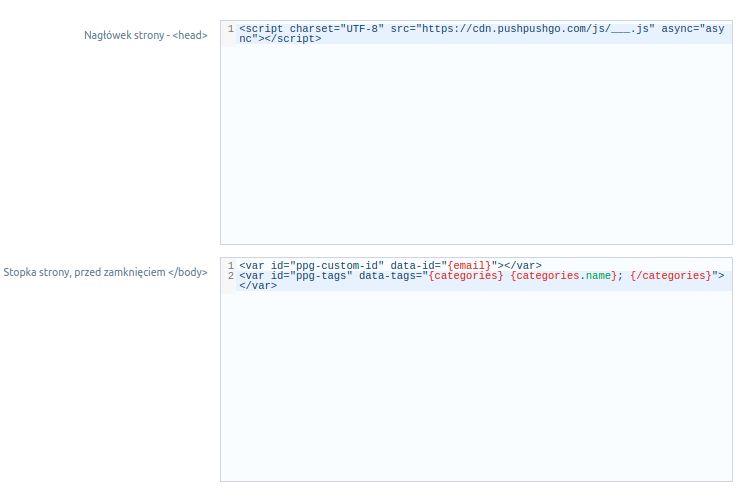 Nagłówek strony - <head>
1 <script charset="UTF-8" src="https://cdn.pushpushgo.com/js/___.js" async="asy
nc"></script>
Stopka strony, przed zamknięciem </body>
1 <var id="ppg-custom-id" data-id="{email}"></var>
2 <var id="ppg-tags" data-tags="{categories} {categories.name}; {/categories}">
</var>